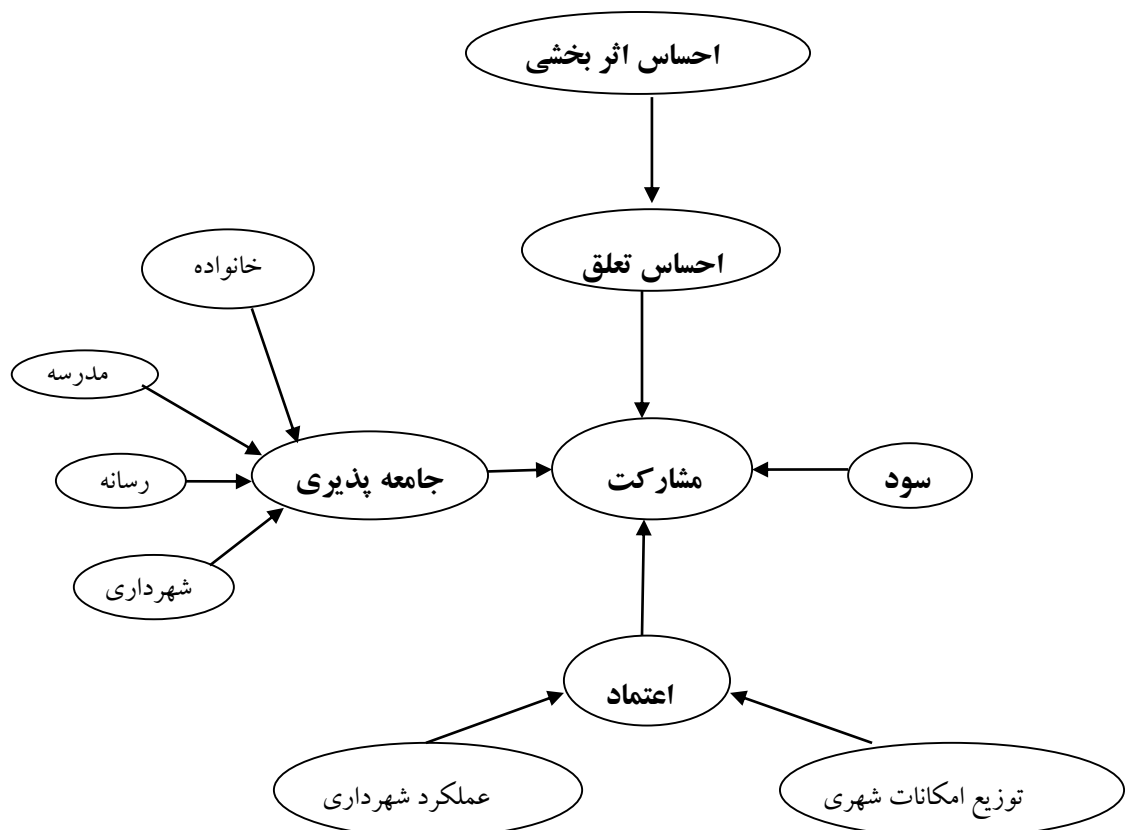 احساس اثر بخشی
احساس تعلق
خانواده
مدرسه
رسانه
شهرداری
جامعه پذیری
مشارکت
سود
اعتماد
توزیع امکانات شهری
عملکرد شهرداری